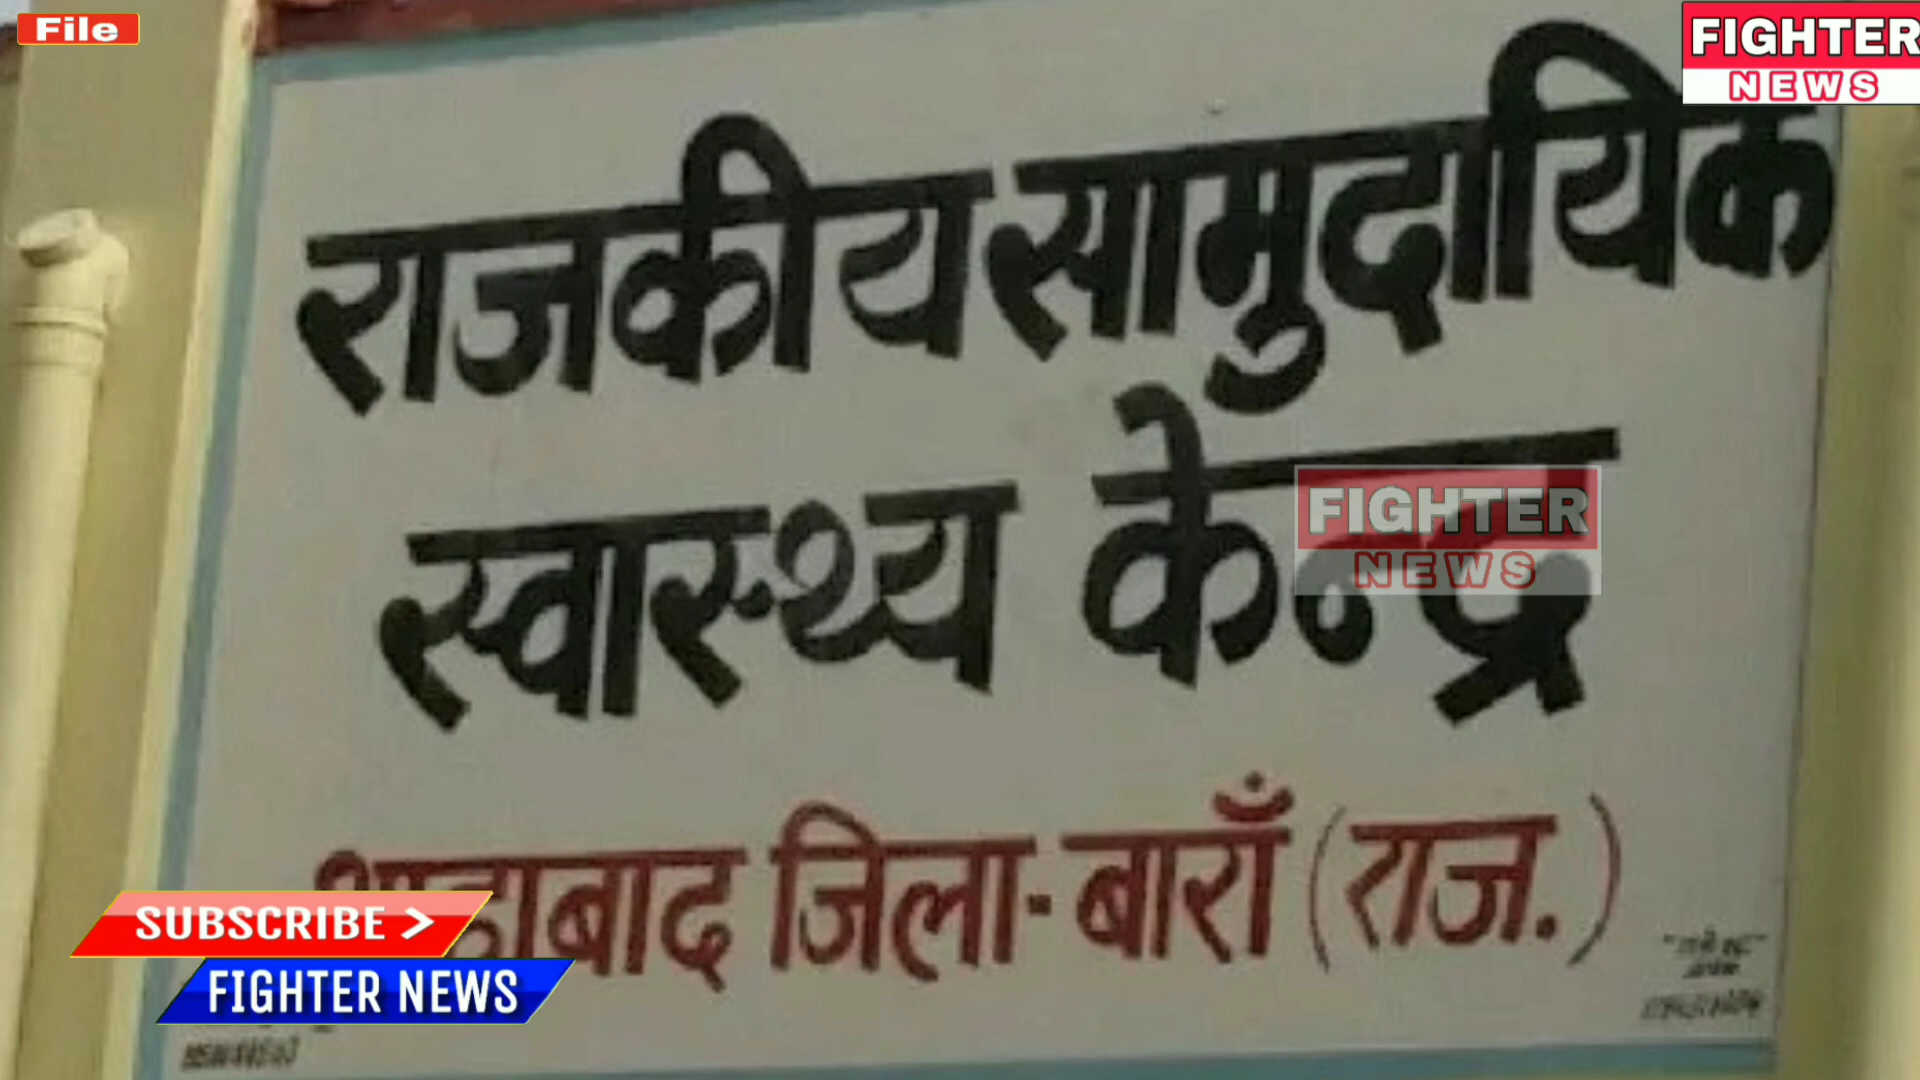 File
FIGHTER
NEWS
राजकीय सामुदायिक
स्वास्थ्य केन्द्र
FIGHTER
NEWS
शाहाबाद जिला-बाराँ (राज.)
SUBSCRIBE >
FIGHTER NEWS